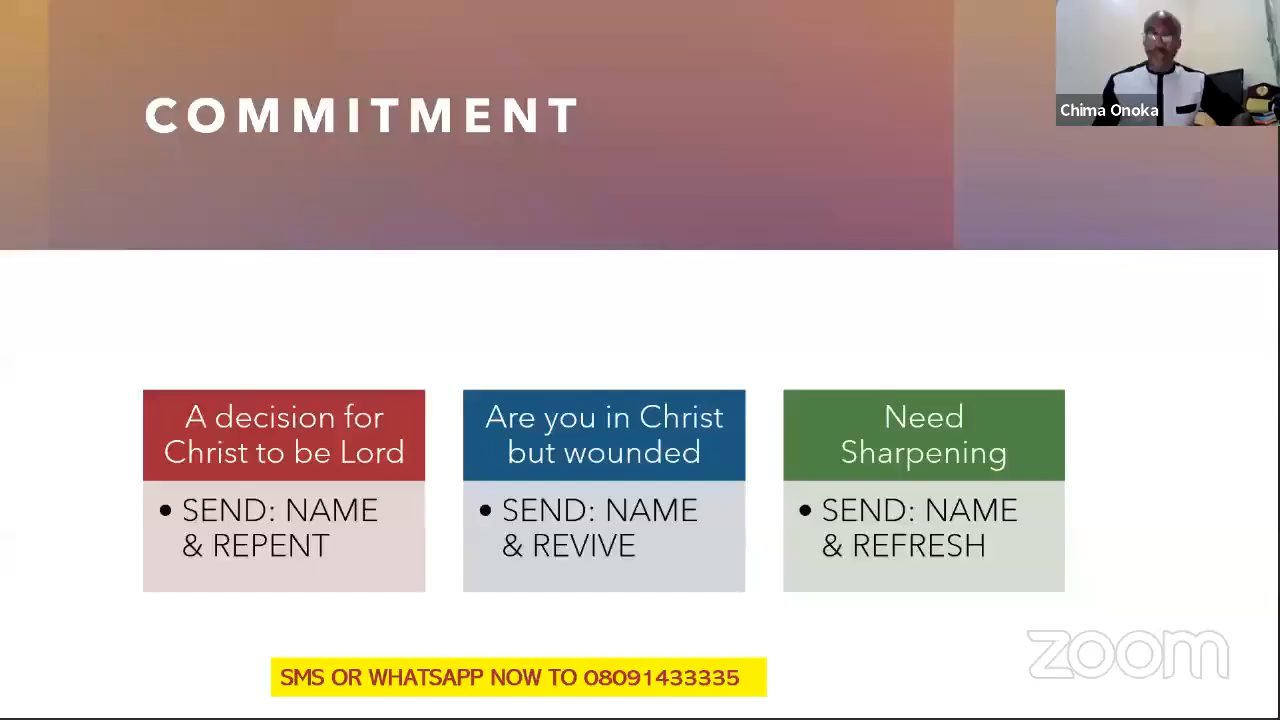 COMMITMENT
Chima Onoka
A decision for
Christ to be Lord
• SEND: NAME
& REPENT
Are you in Christ
but wounded
• SEND: NAME
& REVIVE
Need
Sharpening
• SEND: NAME
& REFRESH
zoom
SMS OR WHATSAPP NOW TO 08091433335